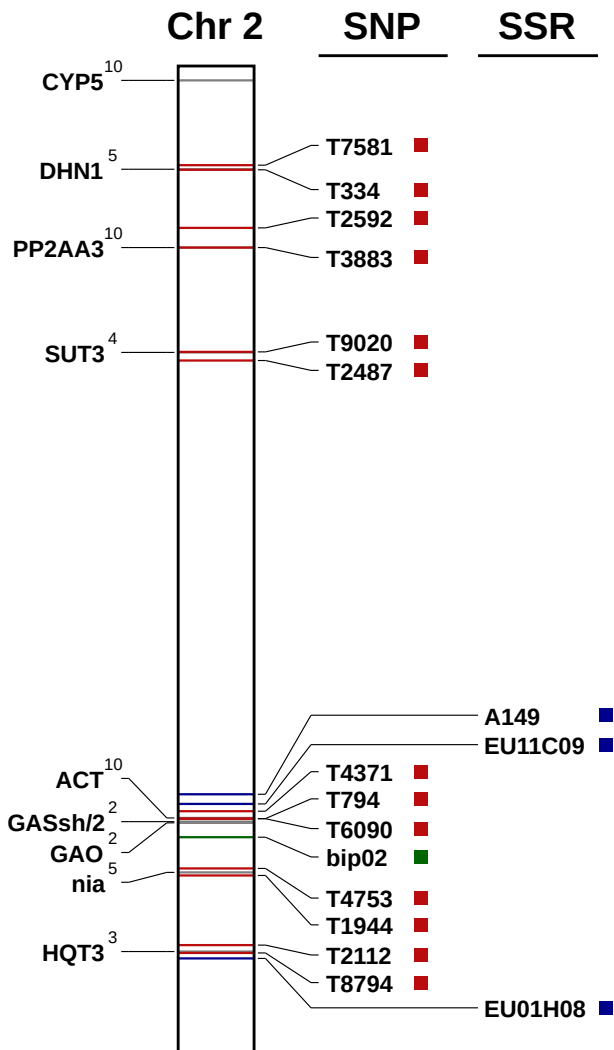 Chr 2 SNP SSR
CYP5 10
T7581
DHN1 5
T334
T2592
PP2AA3 10
T3883
T9020
SUT3 4
T2487
A149
EU11C09
T4371
ACT 10
T794
GASsh/2 2
T6090
GAO 2
bip02
nia 5
T4753
T1944
HQT3 3
T2112
T8794
EU01H08